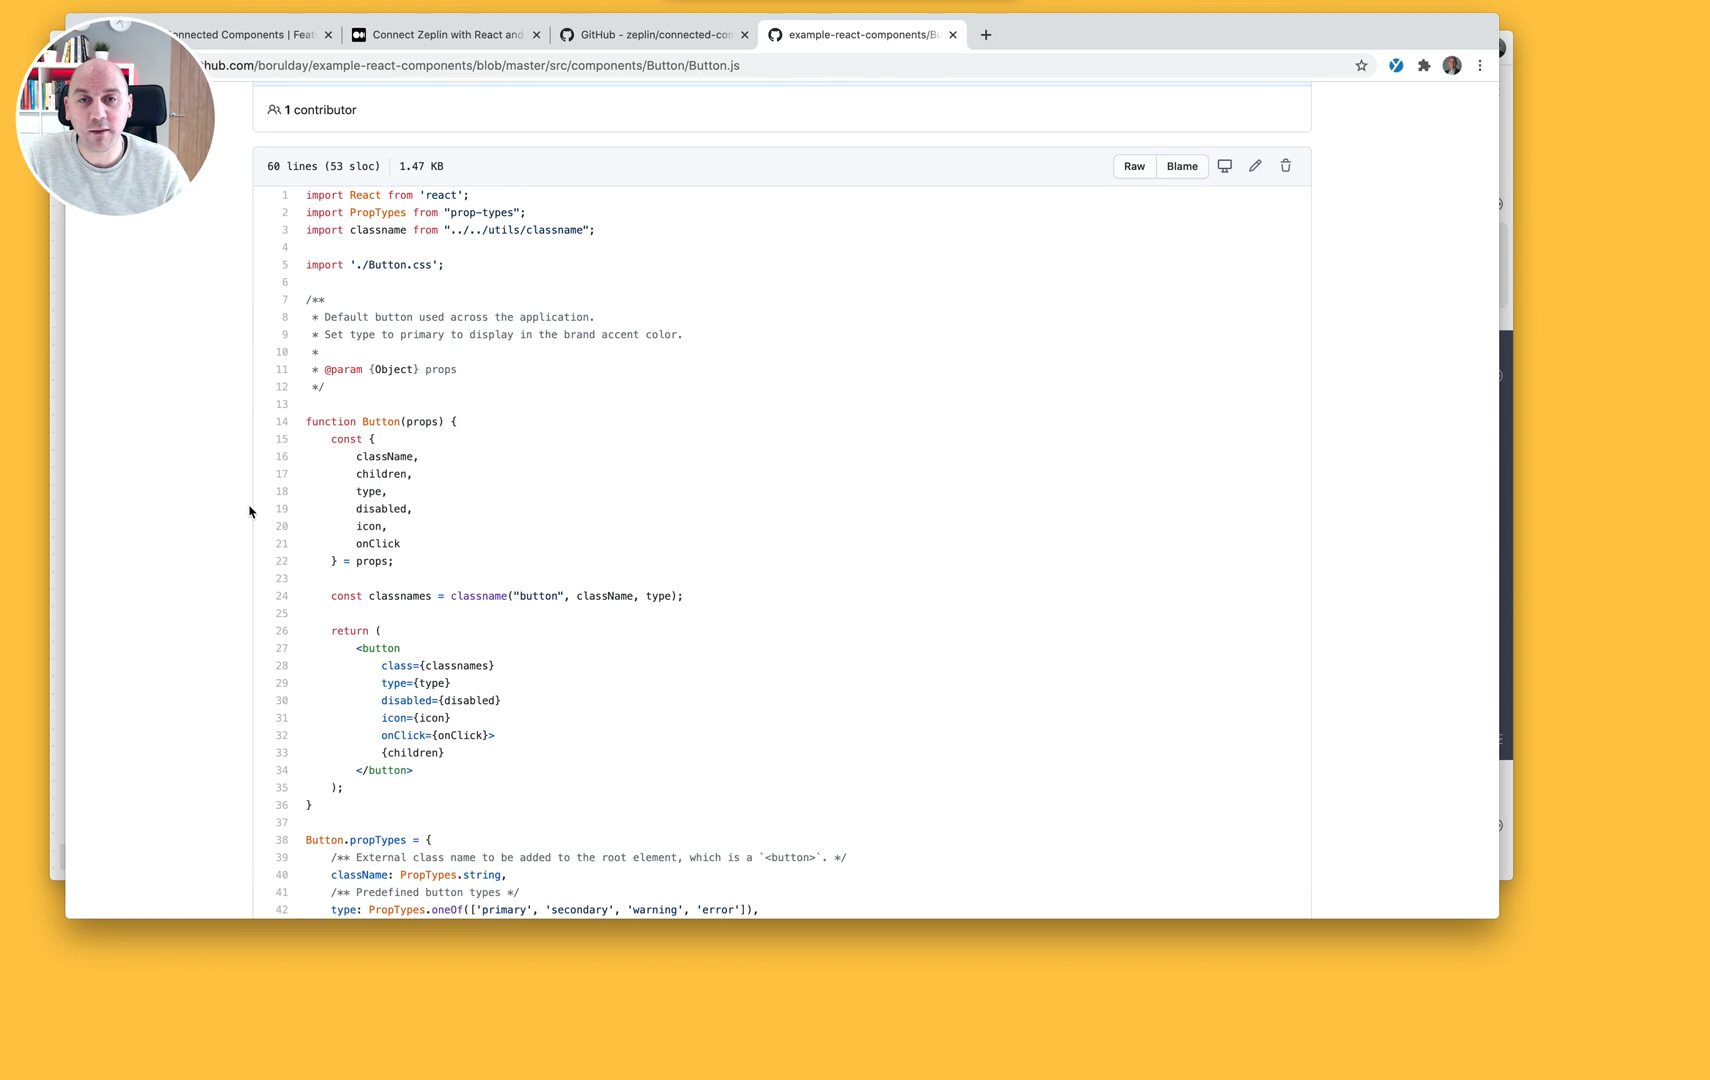 onnected Components | Feat
Connect Zeplin with React and
GitHub - zeplin/connected-con
example-react-components/Bu
hub.com/borulday/example-react-components/blob/master/src/components/Button/Button.js
1 contributor
60 lines (53 sloc) 1.47 KB
Raw Blame
1 import React from 'react';
2 import PropTypes from "prop-types";
3 import classname from "../../utils/classname";
4
5 import './Button.css';
6
7 /**
8 * Default button used across the application.
9 * Set type to primary to display in the brand accent color.
10 *
11 * @param {Object} props
12 */
13
14 function Button(props) {
15 const {
16 className,
17 children,
18 type,
19 disabled,
20 icon,
21 onClick
22 } = props;
23
24 const classnames = classname("button", className, type);
25
26 return (
27 <button
28 class={classnames}
29 type={type}
30 disabled={disabled}
31 icon={icon}
32 onClick={onClick}>
33 {children}
34 </button>
35 );
36 }
37
38 Button.propTypes = {
39 /** External class name to be added to the root element, which is a `<button>`. */
40 className: PropTypes.string,
41 /** Predefined button types */
42 type: PropTypes.oneOf(['primary', 'secondary', 'warning', 'error']),